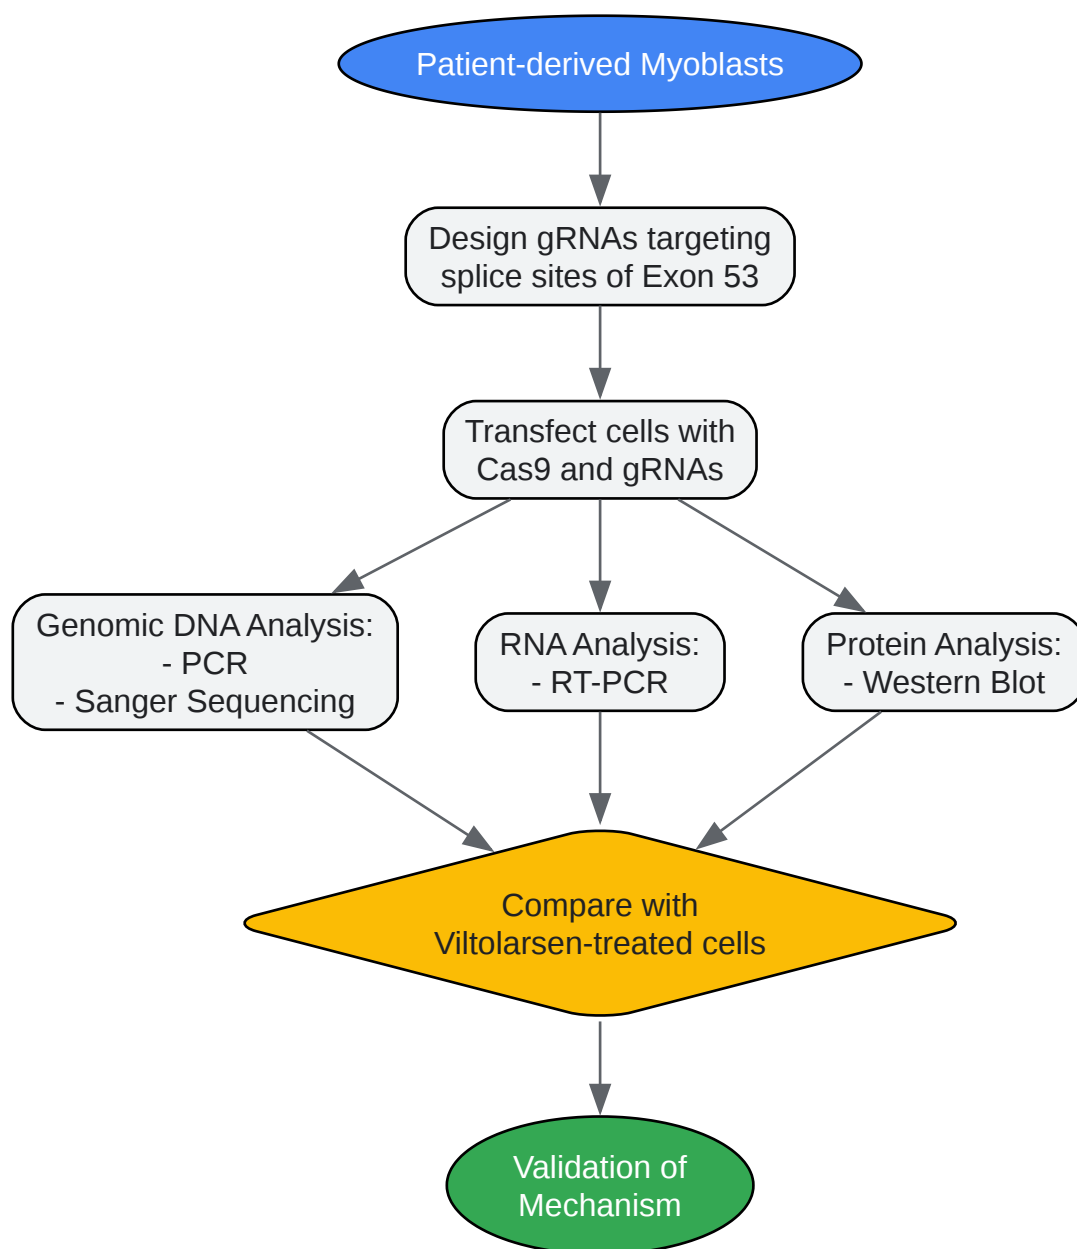 Patient-derived Myoblasts
Design gRNAs targeting
splice sites of Exon 53
Transfect cells with
Cas9 and gRNAs
Genomic DNA Analysis:
- PCR
- Sanger Sequencing
RNA Analysis:
- RT-PCR
Protein Analysis:
- Western Blot
Compare with
Viltolarsen-treated cells
Validation of
Mechanism